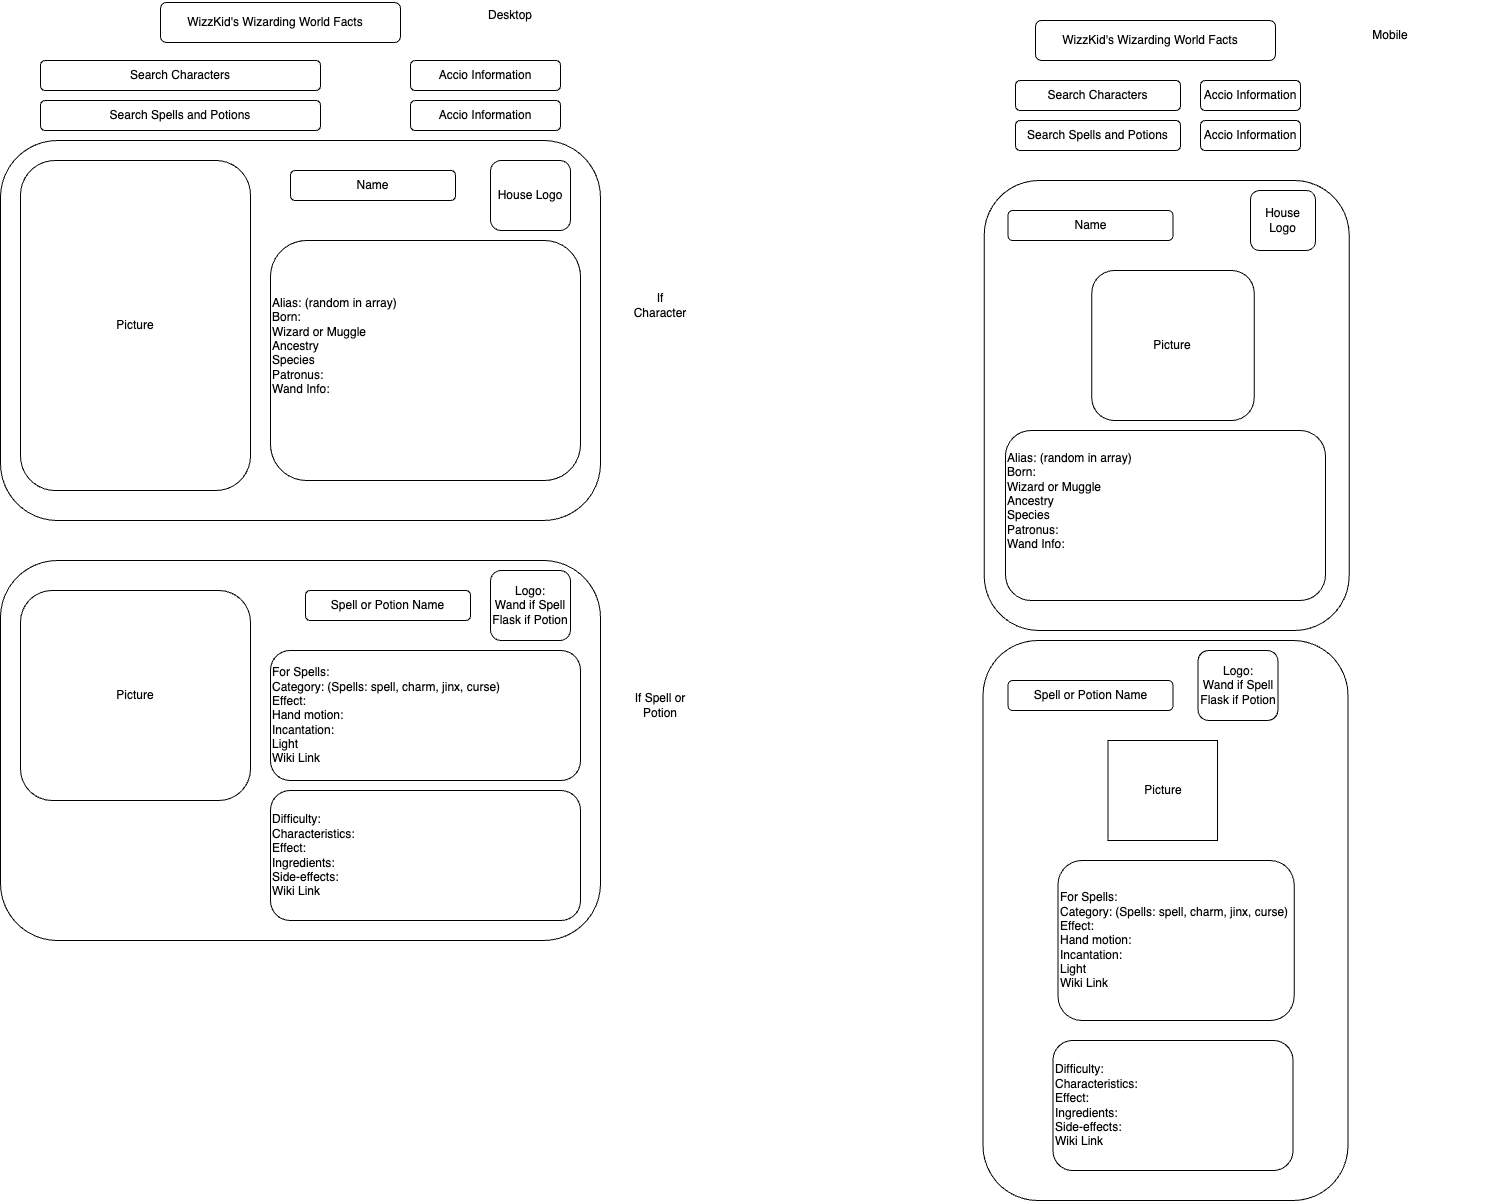 WizzKid's Wizarding World Facts
Desktop
Search Characters
Accio Information
Search Spells and Potions
Accio Information
Picture
Name
House Logo
Alias: (random in array)
Born:
Wizard or Muggle
Ancestry
Species
Patronus:
Wand Info:
If
Character
Picture
Spell or Potion Name
Logo:
Wand if Spell
Flask if Potion
For Spells:
Category: (Spells: spell, charm, jinx, curse)
Effect:
Hand motion:
Incantation:
Light
Wiki Link
Difficulty:
Characteristics:
Effect:
Ingredients:
Side-effects:
Wiki Link
If Spell or
Potion
WizzKid's Wizarding World Facts
Mobile
Search Characters
Accio Information
Search Spells and Potions
Accio Information
Name
House
Logo
Picture
Alias: (random in array)
Born:
Wizard or Muggle
Ancestry
Species
Patronus:
Wand Info:
Spell or Potion Name
Logo:
Wand if Spell
Flask if Potion
Picture
For Spells:
Category: (Spells: spell, charm, jinx, curse)
Effect:
Hand motion:
Incantation:
Light
Wiki Link
Difficulty:
Characteristics:
Effect:
Ingredients:
Side-effects:
Wiki Link